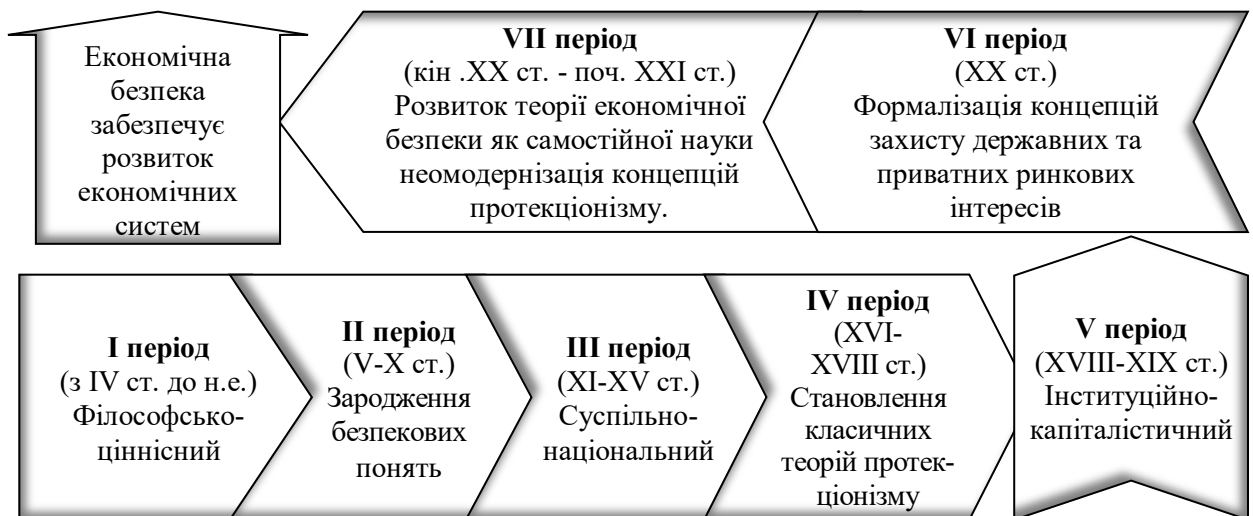 Економічна
безпека
забезпечує
розвиток
економічних
систем
VII період
(кін .XX ст. - поч. XXI ст.)
Розвиток теорії економічної
безпеки як самостійної науки
неомодернізація концепцій
протекціонізму.
VI період
(XX ст.)
Формалізація концепцій
захисту державних та
приватних ринкових
інтересів
I період
(з IV ст. до н.е.)
Філософсько-
ціннісний
II період
(V-X ст.)
Зародження
безпекових
понять
III період
(XI-XV ст.)
Суспільно-
національний
IV період
(XVI-
XVIII ст.)
Становлення
класичних
теорій протек-
ціонізму
V період
(XVIII-XIX ст.)
Інституційно-
капіталістичний